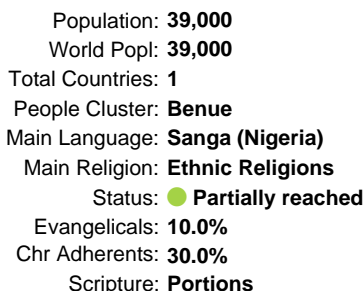 Population: 39,000
World Popl: 39,000
Total Countries: 1
People Cluster: Benue
Main Language: Sanga (Nigeria)
Main Religion: Ethnic Religions
Status: Partially reached
Evangelicals: 10.0%
Chr Adherents: 30.0%
Scripture: Portions